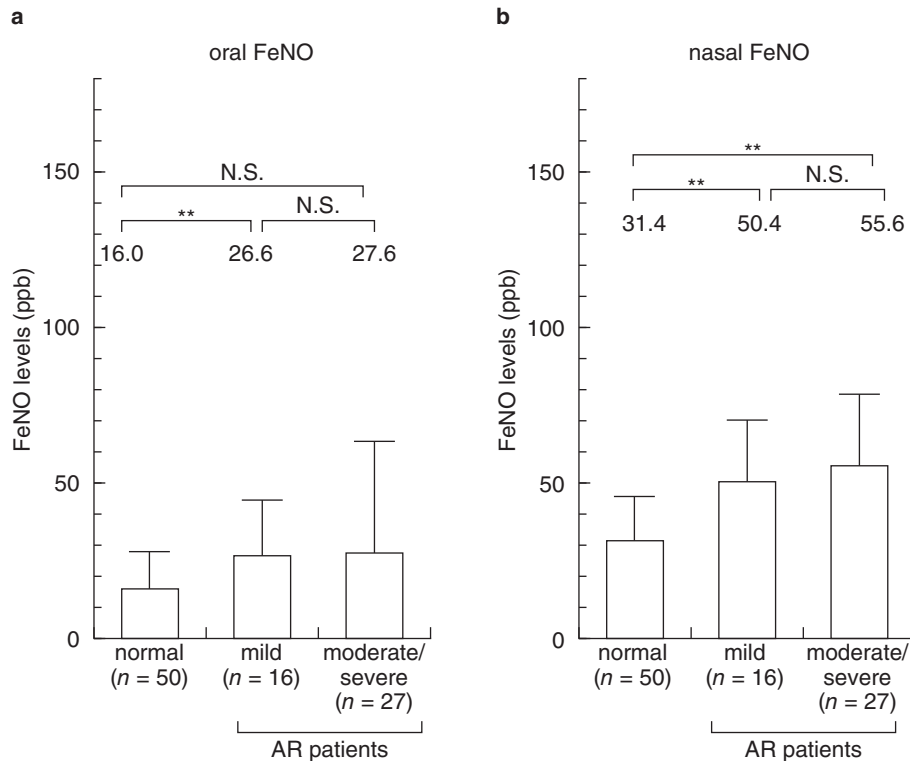 a
oral FeNO
FeNO levels (ppb)
150
100
50
0
N.S.
**
N.S.
16.0 26.6 27.6
normal
(n = 50)
mild
(n = 16)
moderate/
severe
(n = 27)
AR patients
b
nasal FeNO
FeNO levels (ppb)
150
100
50
0
**
**
N.S.
31.4 50.4 55.6
normal
(n = 50)
mild
(n = 16)
moderate/
severe
(n = 27)
AR patients